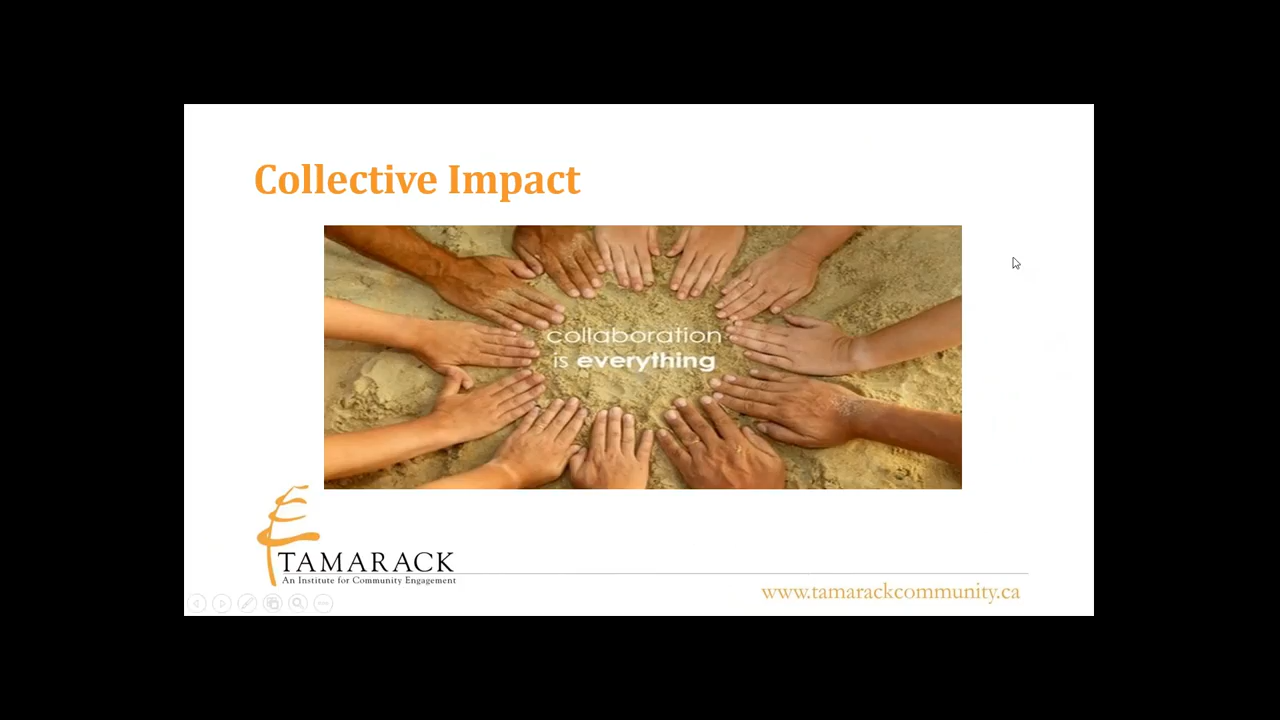 Collective Impact
collaboration
is everything
TAMARACK
An Institute for Community Engagement
www.tamarackcommunity.ca